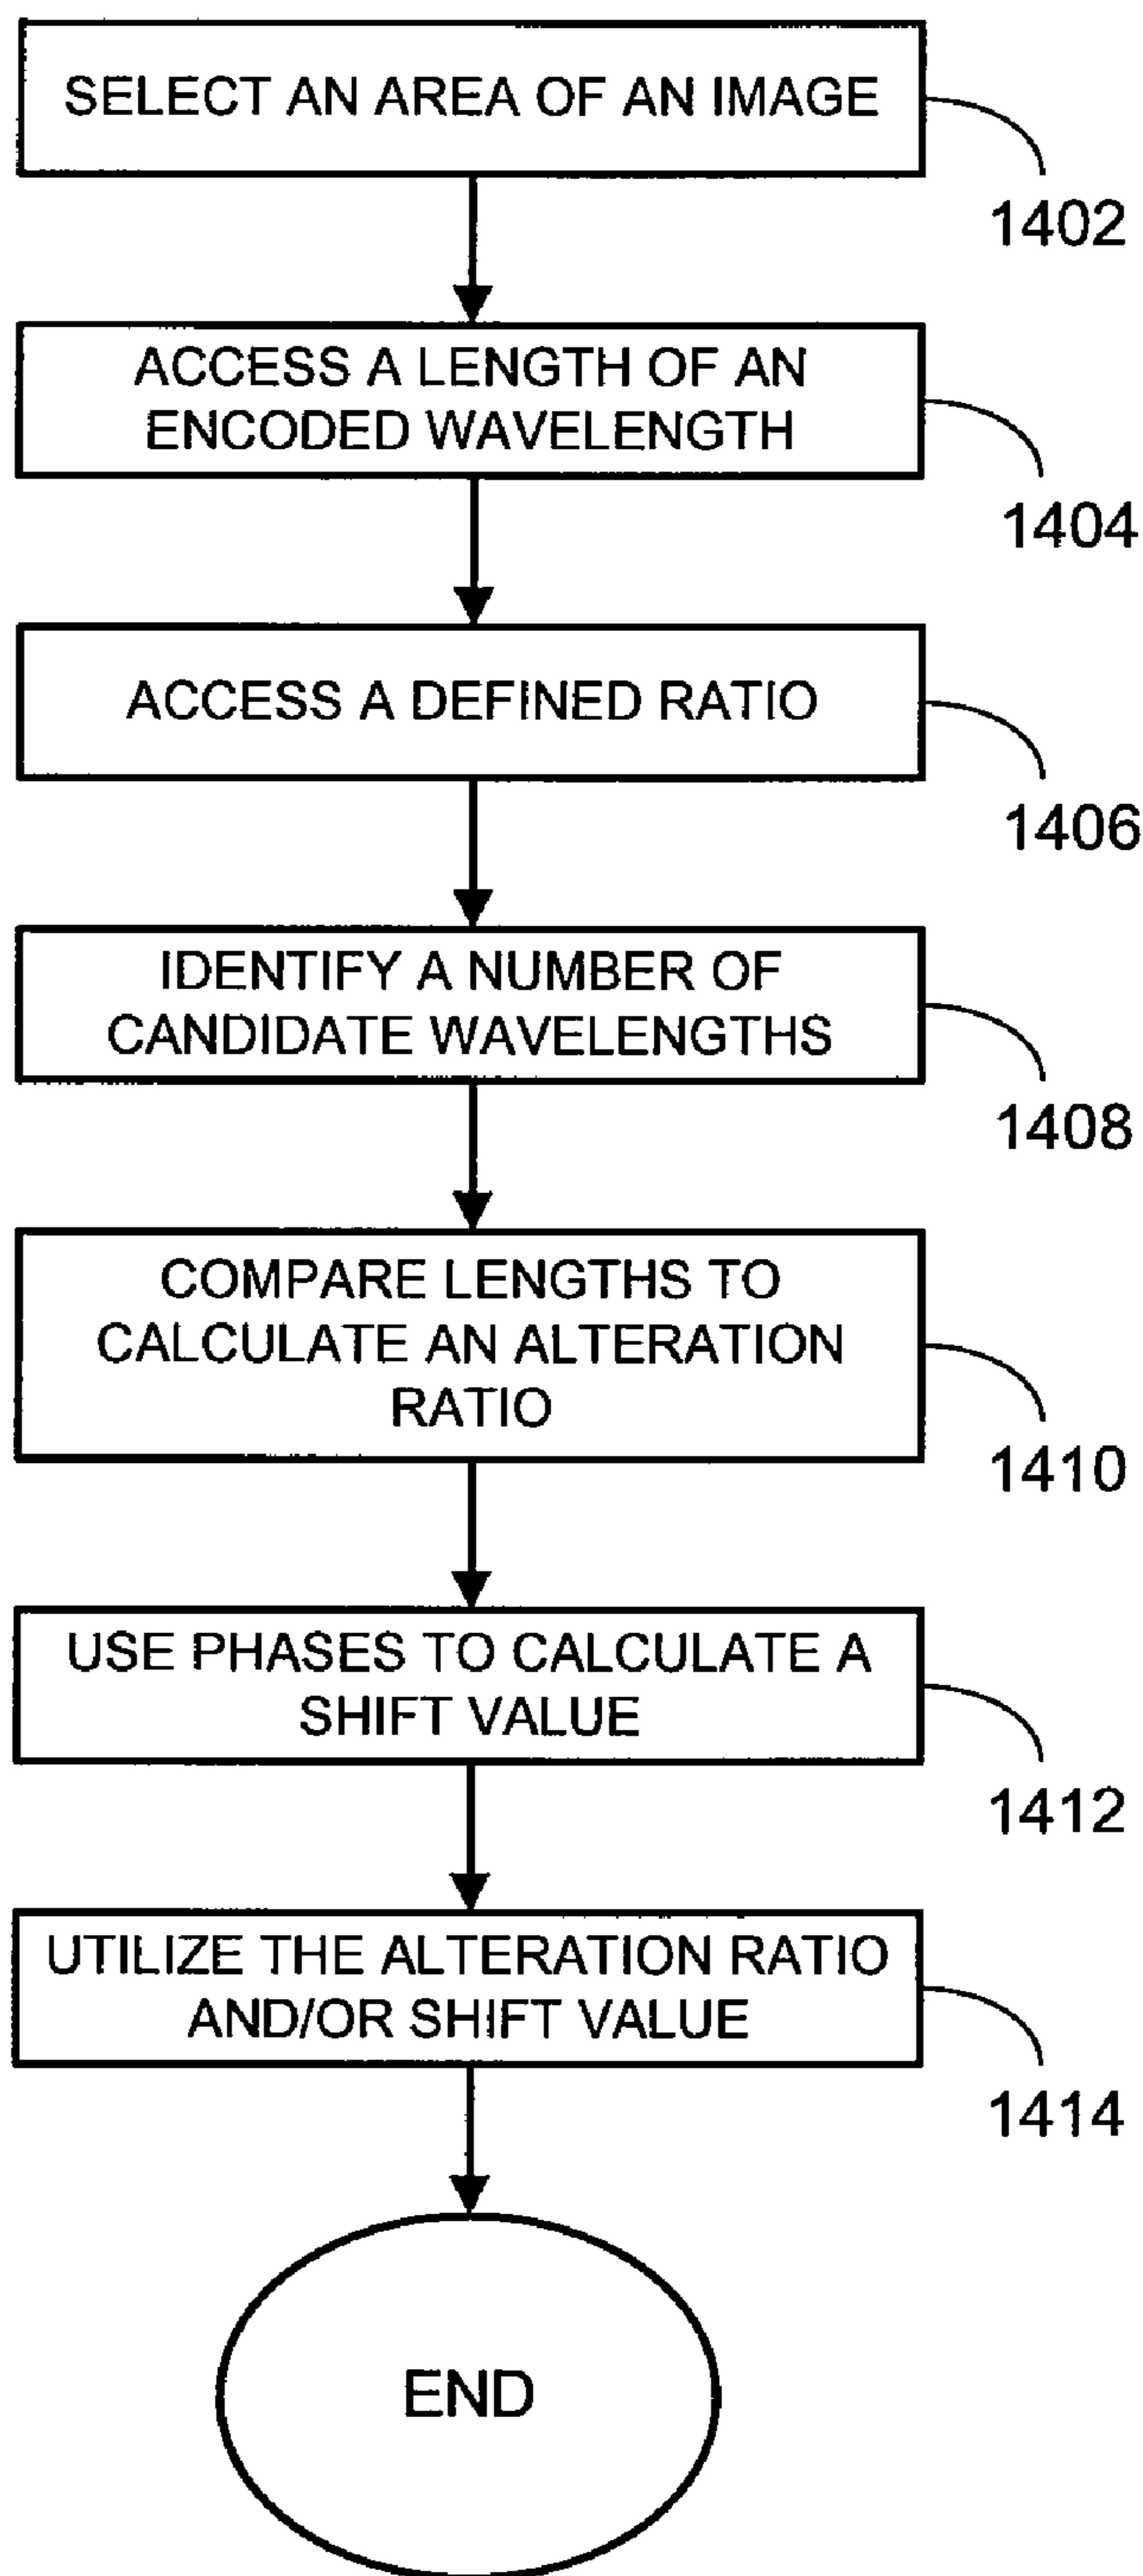 SELECT AN AREA OF AN IMAGE
1402
ACCESS A LENGTH OF AN
ENCODED WAVELENGTH
1404
ACCESS A DEFINED RATIO
1406
IDENTIFY A NUMBER OF
CANDIDATE WAVELENGTHS
1408
COMPARE LENGTHS TO
CALCULATE AN ALTERATION
RATIO
1410
USE PHASES TO CALCULATE A
SHIFT VALUE
1412
UTILIZE THE ALTERATION RATIO
AND/OR SHIFT VALUE
1414
END